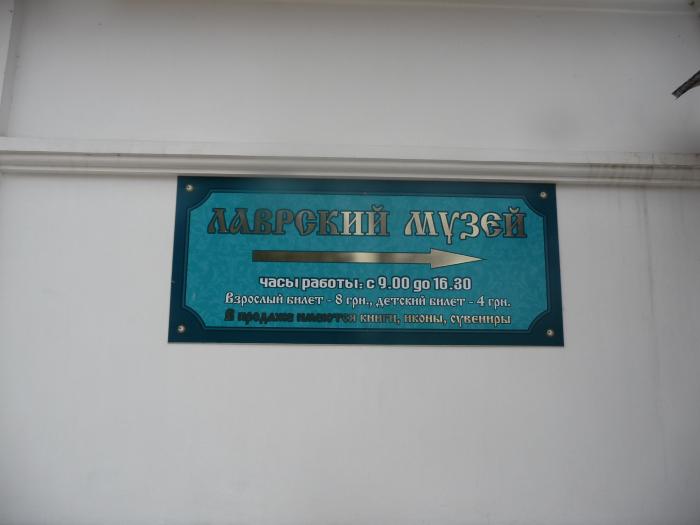 ЛАВРСКИЙ МУЗЕЙ
часы работы: с 9.00 до 16.30
Взрослый билет - 8 грн., детский билет - 4 грн.
В продаже имеются книги, иконы, сувениры